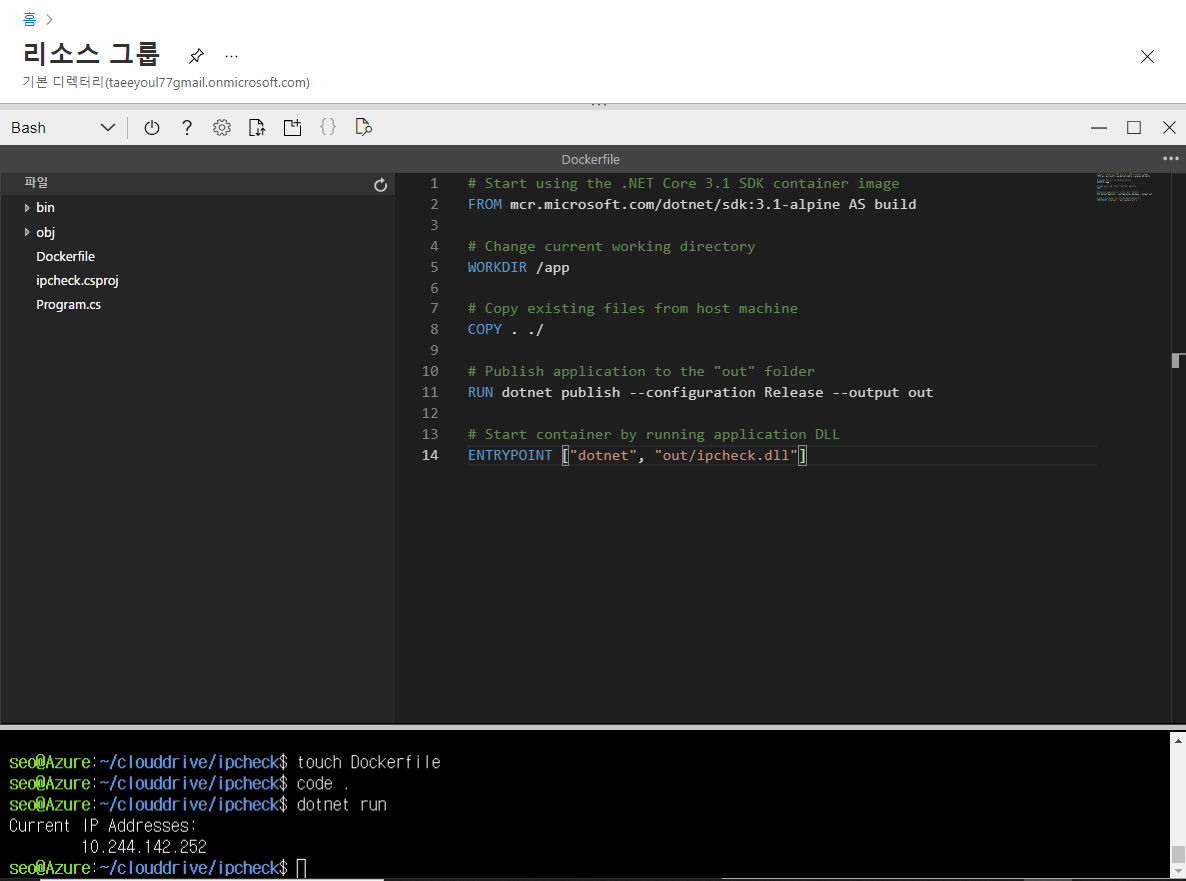 홈
리소스 그룹
기본 디렉터리(taeeyoul77gmail.onmicrosoft.com)
Bash
Dockerfile
파일
bin
obj
Dockerfile
ipcheck.csproj
Program.cs
1 # Start using the .NET Core 3.1 SDK container image
2 FROM mcr.microsoft.com/dotnet/sdk:3.1-alpine AS build
3
4 # Change current working directory
5 WORKDIR /app
6
7 # Copy existing files from host machine
8 COPY . ./
9
10 # Publish application to the "out" folder
11 RUN dotnet publish --configuration Release --output out
12
13 # Start container by running application DLL
14 ENTRYPOINT ["dotnet", "out/ipcheck.dll"]
seo@Azure:~/clouddrive/ipcheck$ touch Dockerfile
seo@Azure:~/clouddrive/ipcheck$ code .
seo@Azure:~/clouddrive/ipcheck$ dotnet run
Current IP Addresses:
10.244.142.252
seo@Azure:~/clouddrive/ipcheck$